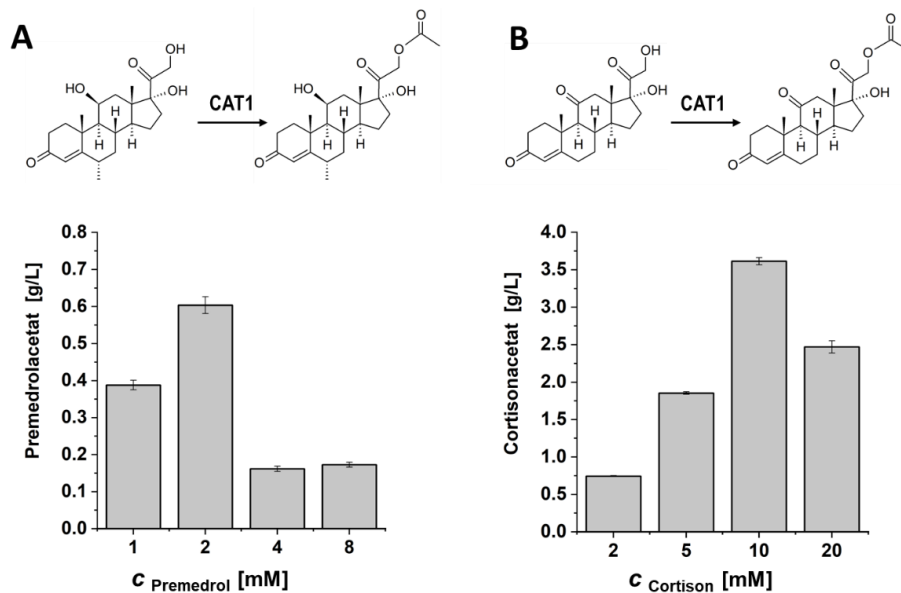 A
B
OH
O
HO
OH
H
H
H
O
CAT1
O
O
O
HO
OH
H
H
H
O
OH
O
O
OH
H
H
H
O
CAT1
O
O
O
O
OH
H
H
H
O
Premedrolacetat [g/L]
0.8
0.7
0.6
0.5
0.4
0.3
0.2
0.1
0.0
1 2 4 8
c Premedrol [mM]
Cortisonacetat [g/L]
4.0
3.5
3.0
2.5
2.0
1.5
1.0
0.5
0.0
2 5 10 20
c Cortison [mM]